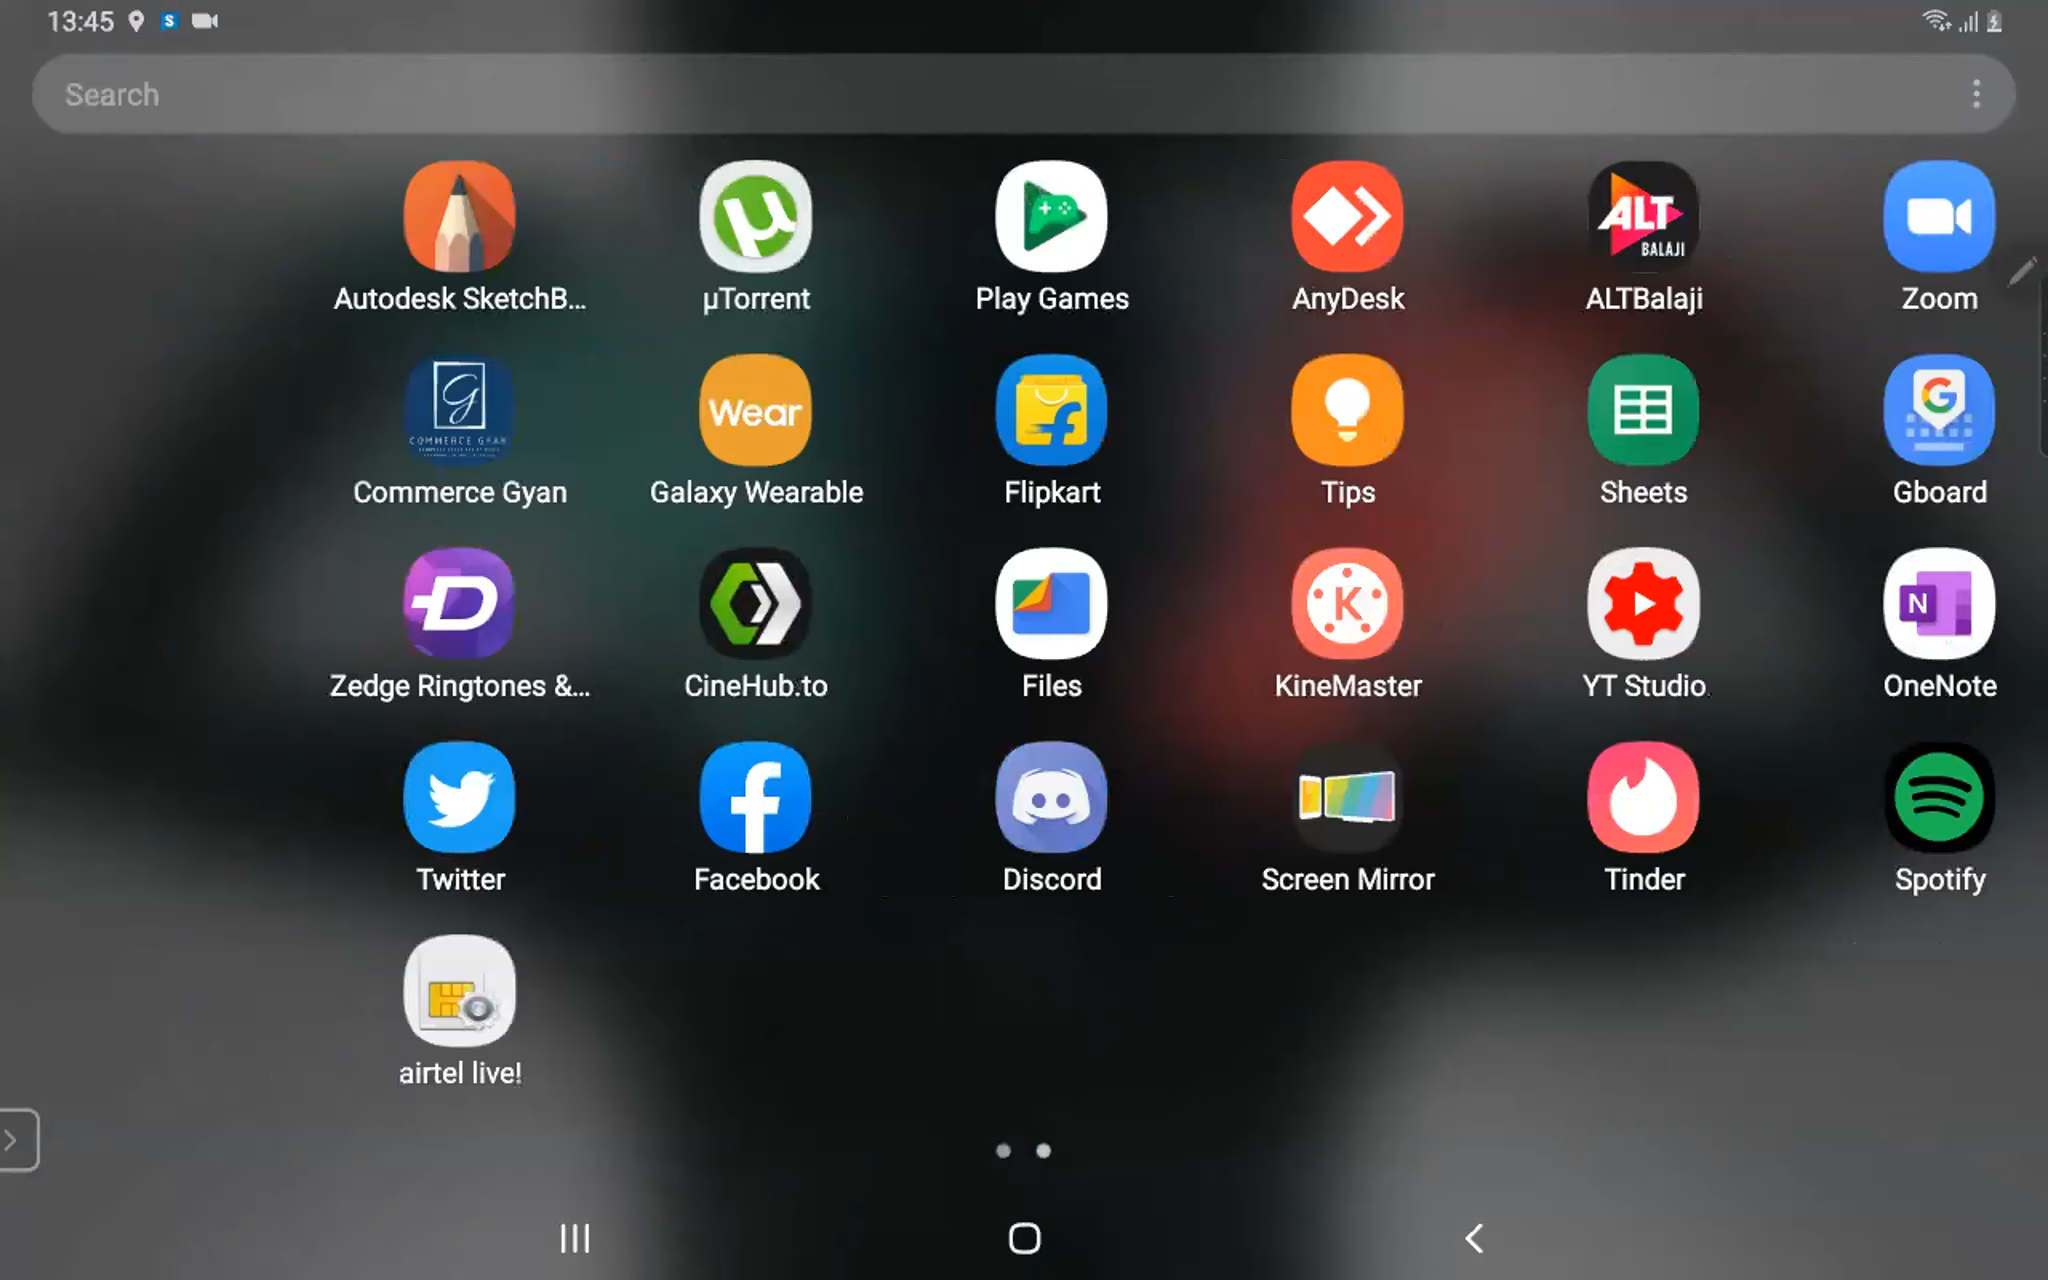 13:45
Search
Autodesk SketchB...
µTorrent
Play Games
AnyDesk
ALT
BALAJI
ALTBalaji
Zoom
COMMERCE GYAN
Commerce Gyan
Wear
Galaxy Wearable
Flipkart
Tips
Sheets
Gboard
Zedge Ringtones &...
CineHub.to
Files
KineMaster
YT Studio
OneNote
Twitter
Facebook
Discord
Screen Mirror
Tinder
Spotify
airtel live!